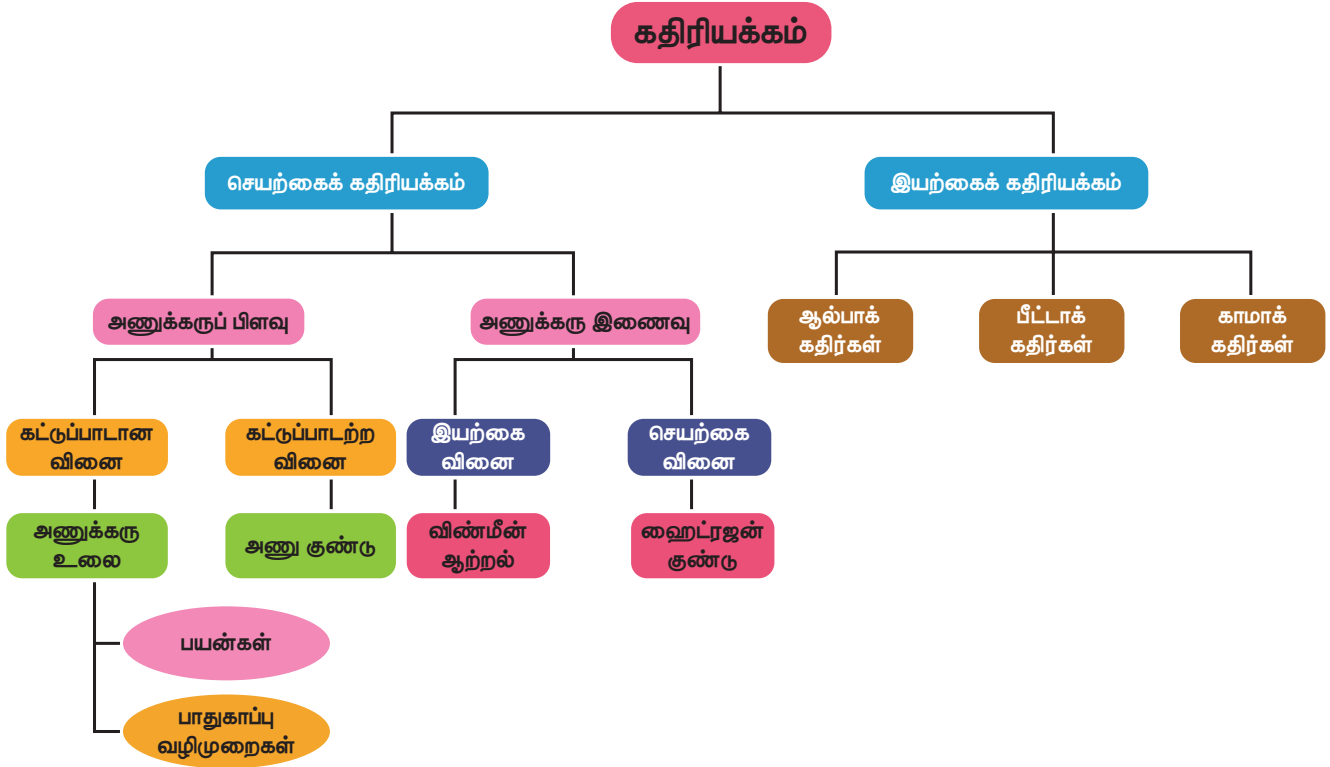 கதிரியக்கம்
செயற்கைக் கதிரியக்கம்
இயற்கைக் கதிரியக்கம்
அணுக்கருப் பிளவு
அணுக்கரு இணைவு
ஆல்பாக்
கதிர்கள்
பீட்டாக்
கதிர்கள்
காமாக்
கதிர்கள்
கட்டுப்பாடான
வினை
கட்டுப்பாடற்ற
வினை
இயற்கை
வினை
செயற்கை
வினை
அணுக்கரு
உலை
அணு குண்டு
விண்மீன்
ஆற்றல்
ஹைட்ரஜன்
குண்டு
பயன்கள்
பாதுகாப்பு
வழிமுறைகள்